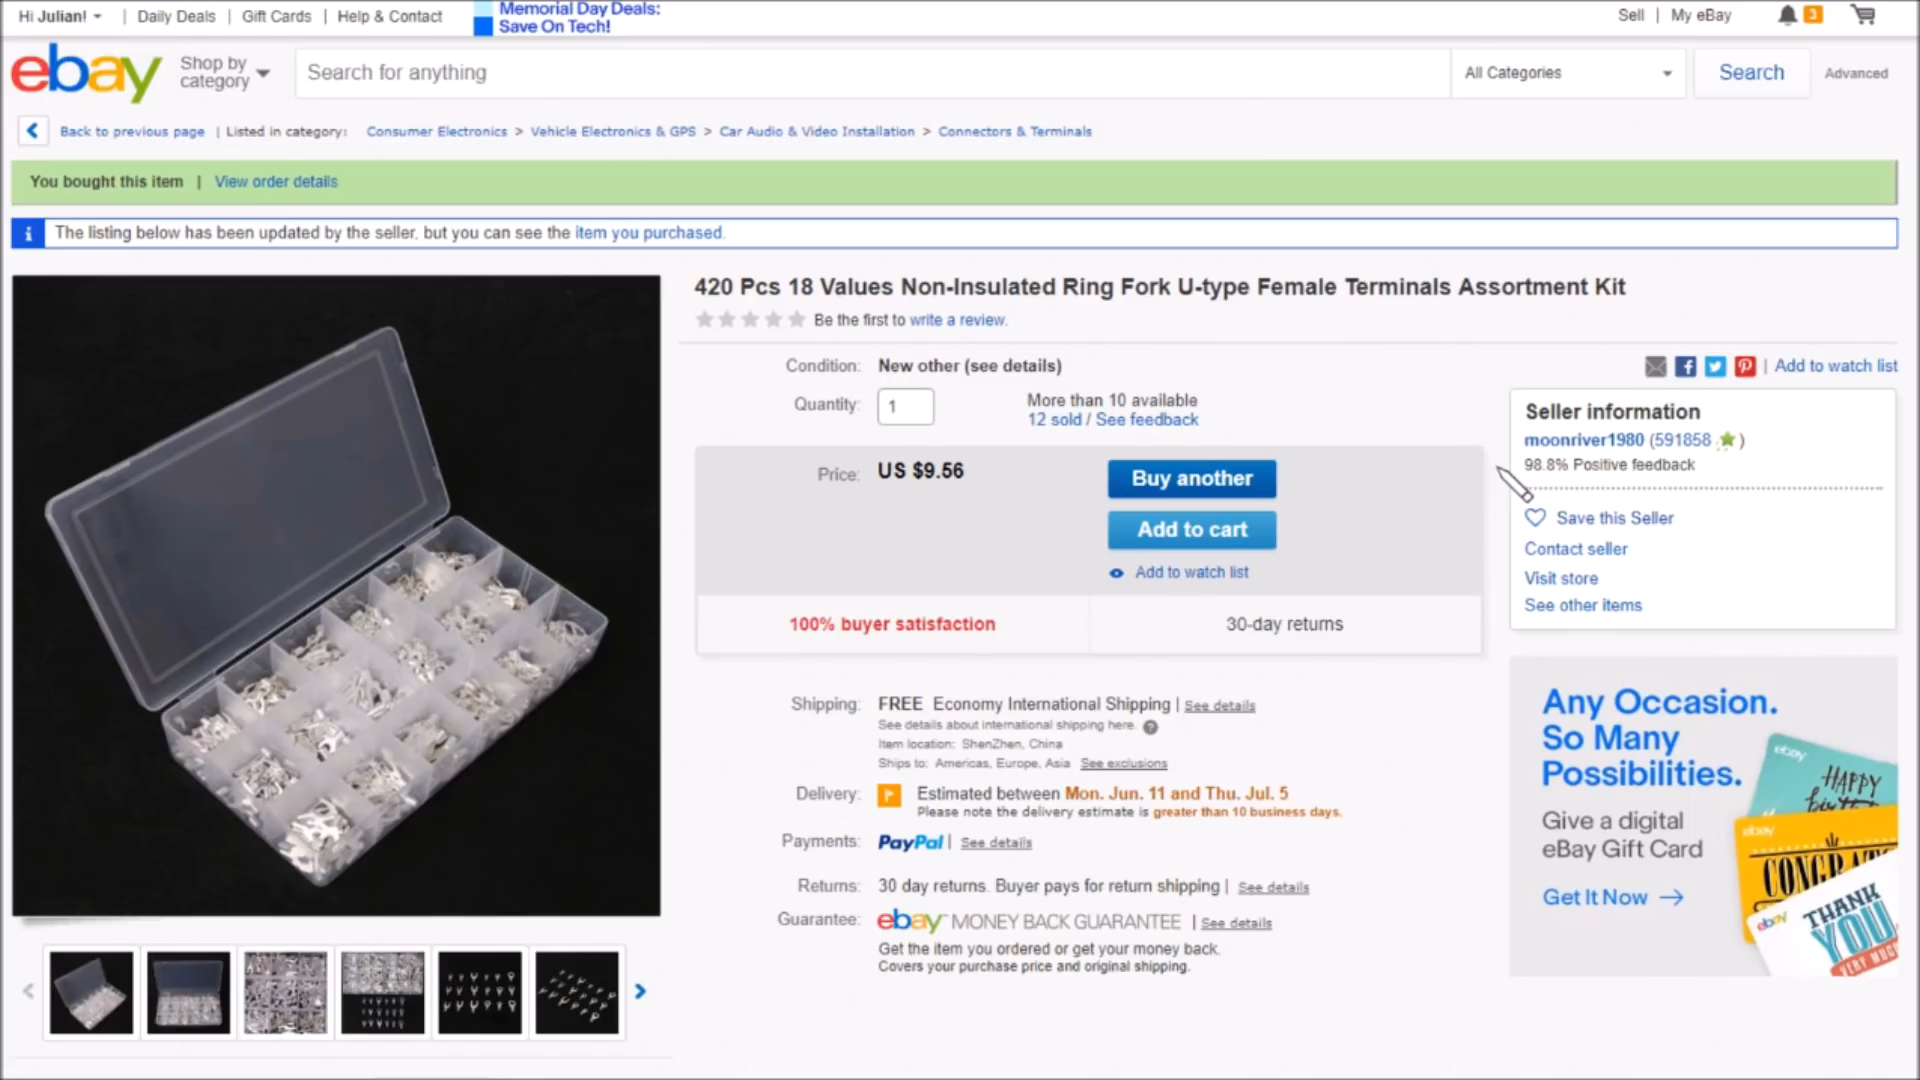 Hi Julian! | Daily Deals | Gift Cards | Help & Contact
Memorial Day Deals:
Save On Tech!
Sell | My eBay 3
ebay
Shop by
category
Search for anything
All Categories
Search
Advanced
Back to previous page | Listed in category: Consumer Electronics > Vehicle Electronics & GPS > Car Audio & Video Installation > Connectors & Terminals
You bought this item | View order details
i The listing below has been updated by the seller, but you can see the item you purchased.
420 Pcs 18 Values Non-Insulated Ring Fork U-type Female Terminals Assortment Kit
Be the first to write a review.
Condition: New other (see details)
| Add to watch list
Quantity: 1
More than 10 available
12 sold / See feedback
Price: US $9.56
Buy another
Add to cart
Add to watch list
100% buyer satisfaction
30-day returns
Seller information
moonriver1980 (591858 )
98.8% Positive feedback
Save this Seller
Contact seller
Visit store
See other items
Shipping: FREE Economy International Shipping | See details
See details about international shipping here. ?
Item location: ShenZhen, China
Ships to: Americas, Europe, Asia See exclusions
Delivery: Estimated between Mon. Jun. 11 and Thu. Jul. 5
Please note the delivery estimate is greater than 10 business days.
Payments: PayPal | See details
Returns: 30 day returns. Buyer pays for return shipping | See details
Guarantee: ebay MONEY BACK GUARANTEE | See details
Get the item you ordered or get your money back.
Covers your purchase price and original shipping.
Any Occasion.
So Many
Possibilities.
Give a digital
eBay Gift Card
Get It Now
ebay
HAPPY
ebay
ebay
THANK
YOU